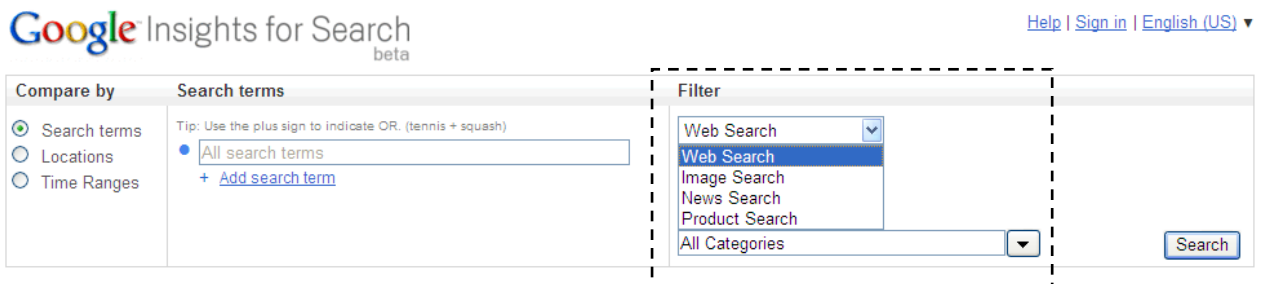 Google Insights for Search
beta
Help | Sign in | English (US) ▼
Compare by
Search terms
Locations
Time Ranges
Search terms
Tip: Use the plus sign to indicate OR. (tennis + squash)
All search terms
+ Add search term
Filter
Web Search
Web Search
Image Search
News Search
Product Search
All Categories
Search